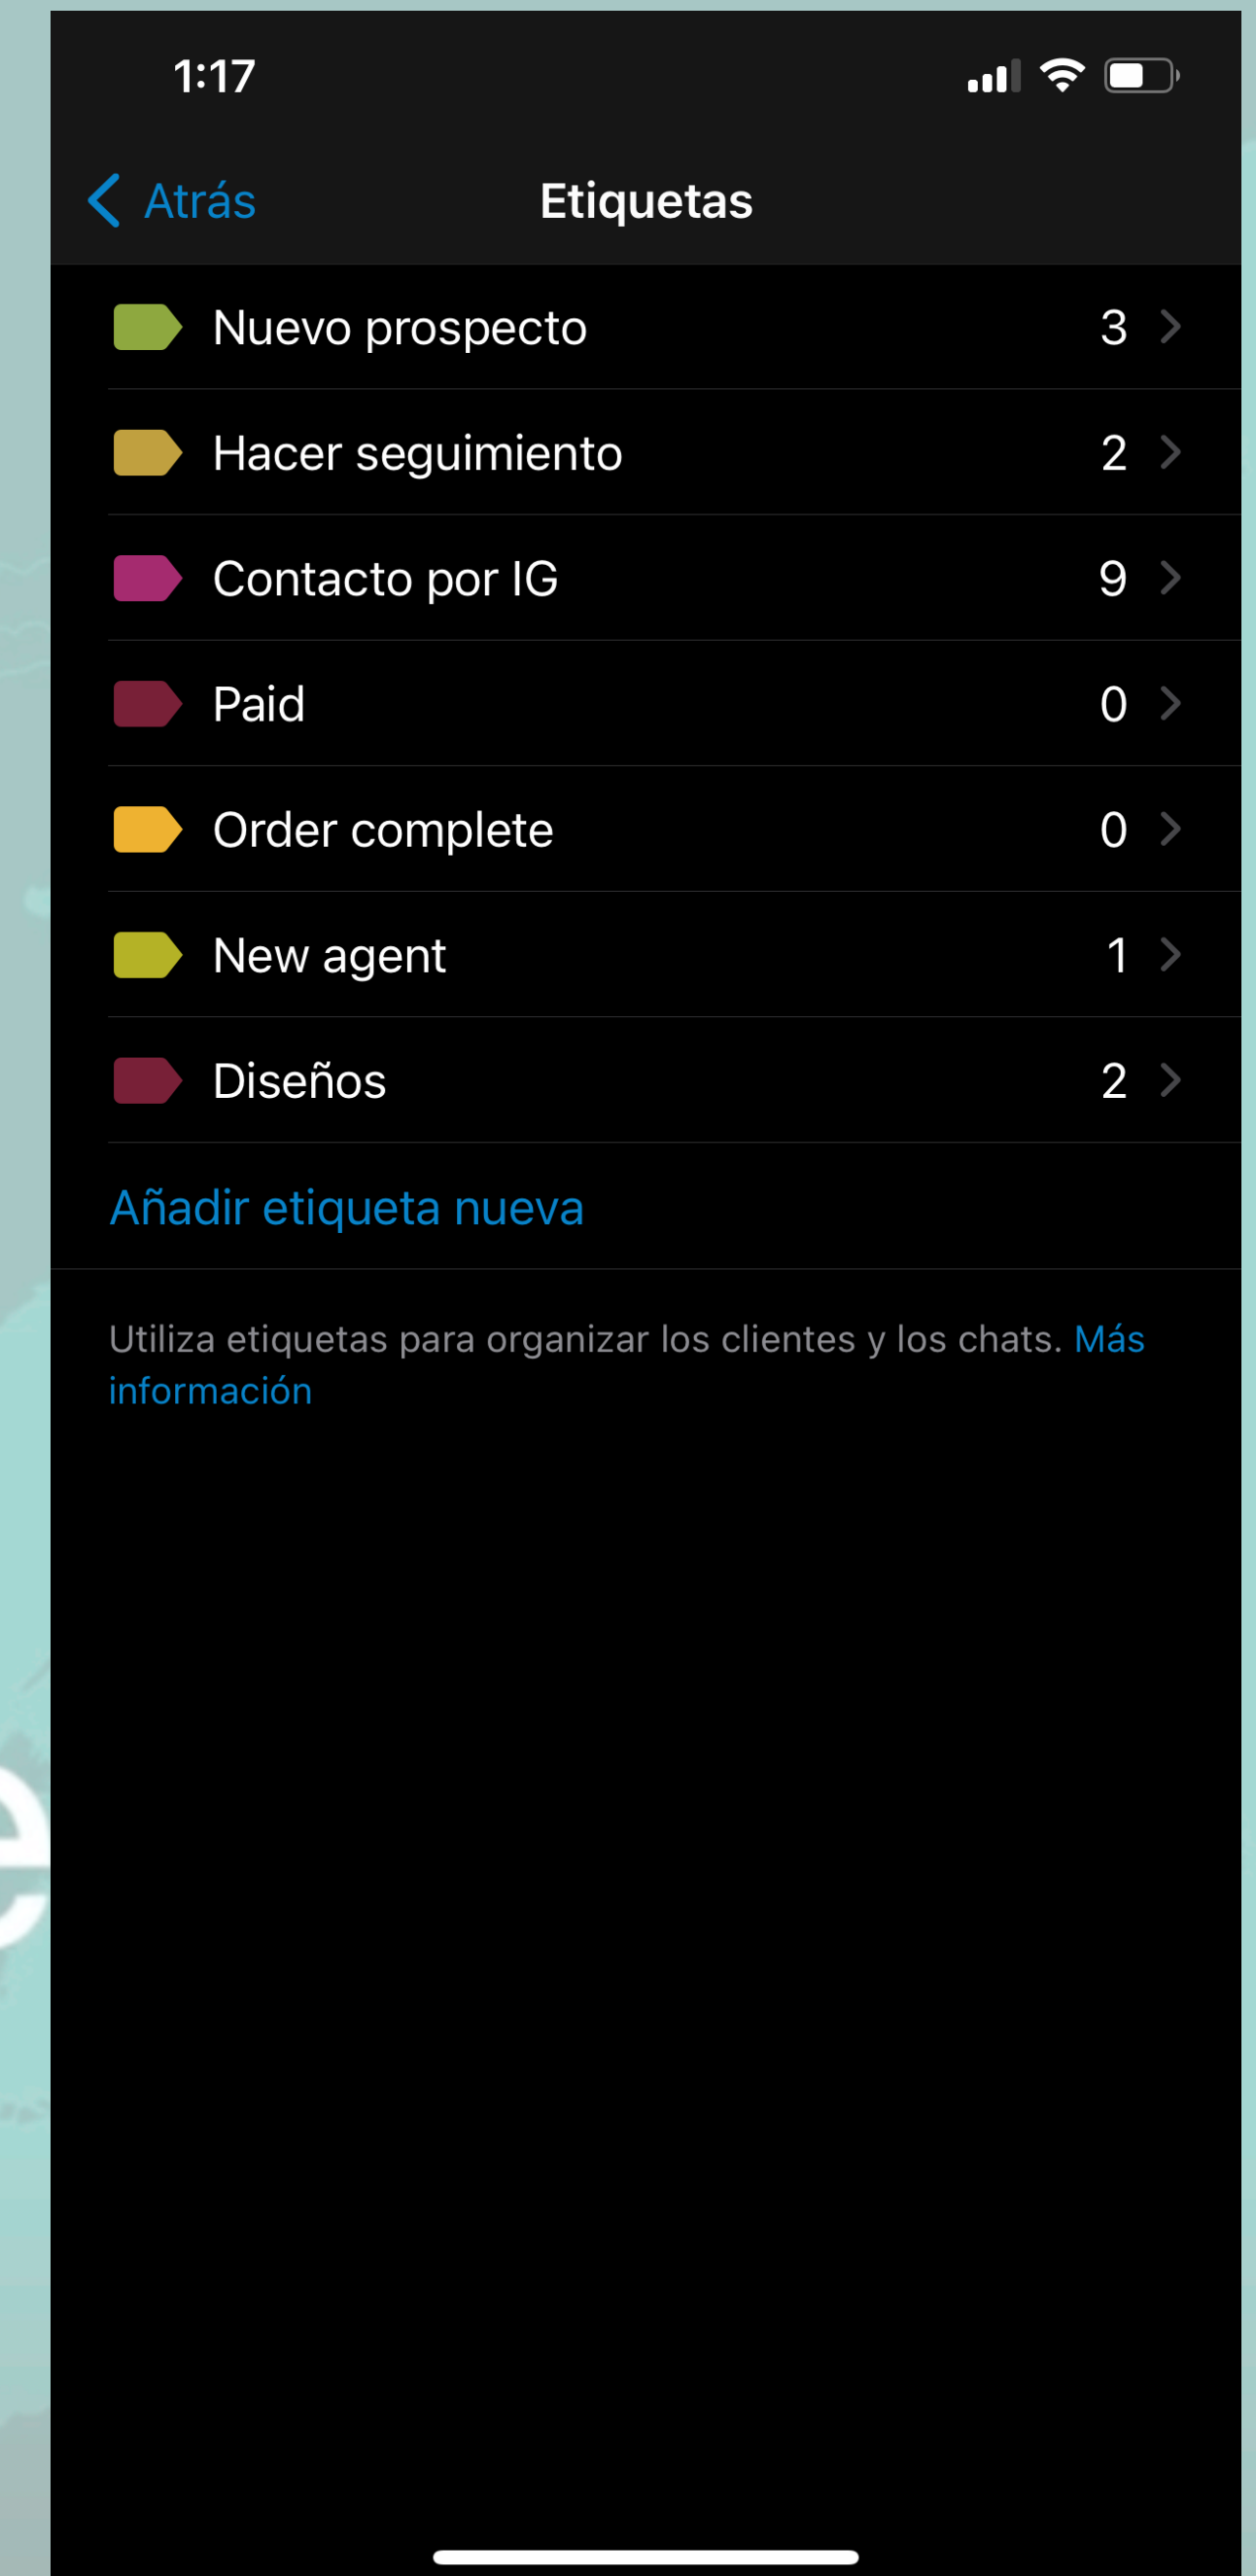 1:17
Atrás
Etiquetas
Nuevo prospecto 3
Hacer seguimiento 2
Contacto por IG 9
Paid 0
Order complete 0
New agent 1
Diseños 2
Añadir etiqueta nueva
Utiliza etiquetas para organizar los clientes y los chats. Más
información
e